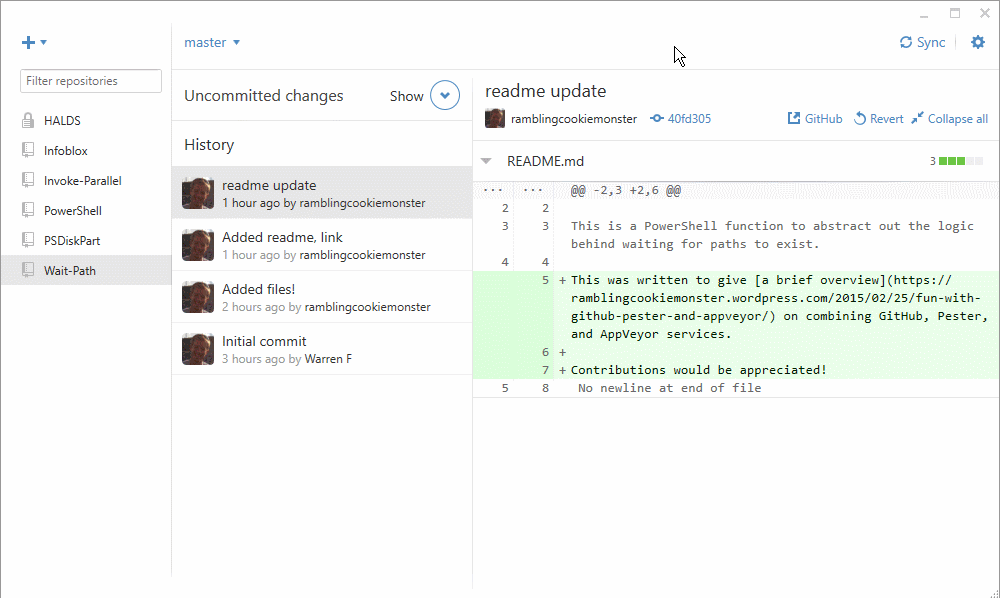 master
Sync
Filter repositories
HALDS
Infoblox
Invoke-Parallel
PowerShell
PSDiskPart
Wait-Path
Uncommitted changes
Show
History
readme update
1 hour ago by ramblingcookiemonster
Added readme, link
1 hour ago by ramblingcookiemonster
Added files!
2 hours ago by ramblingcookiemonster
Initial commit
3 hours ago by Warren F
readme update
ramblingcookiemonster 40fd305 GitHub Revert Collapse all
README.md 3
... ... @@ -2,3 +2,6 @@
2 2
3 3 This is a PowerShell function to abstract out the logic
behind waiting for paths to exist.
4 4
5 + This was written to give [a brief overview](https://
ramblingcookiemonster.wordpress.com/2015/02/25/fun-with-
github-pester-and-appveyor/) on combining GitHub, Pester,
and AppVeyor services.
6 +
7 + Contributions would be appreciated!
5 8 No newline at end of file